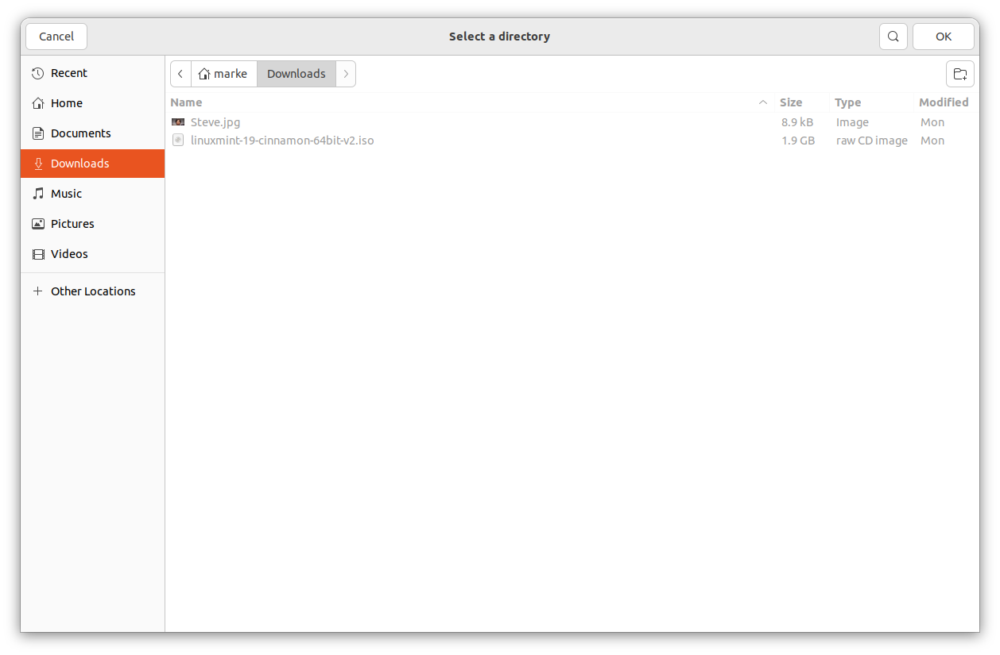 Cancel Select a directory OK
Recent
Home
Documents
Downloads
Music
Pictures
Videos
Other Locations
marke Downloads
Name Size Type Modified
Steve.jpg 8.9 kB Image Mon
linuxmint-19-cinnamon-64bit-v2.iso 1.9 GB raw CD image Mon